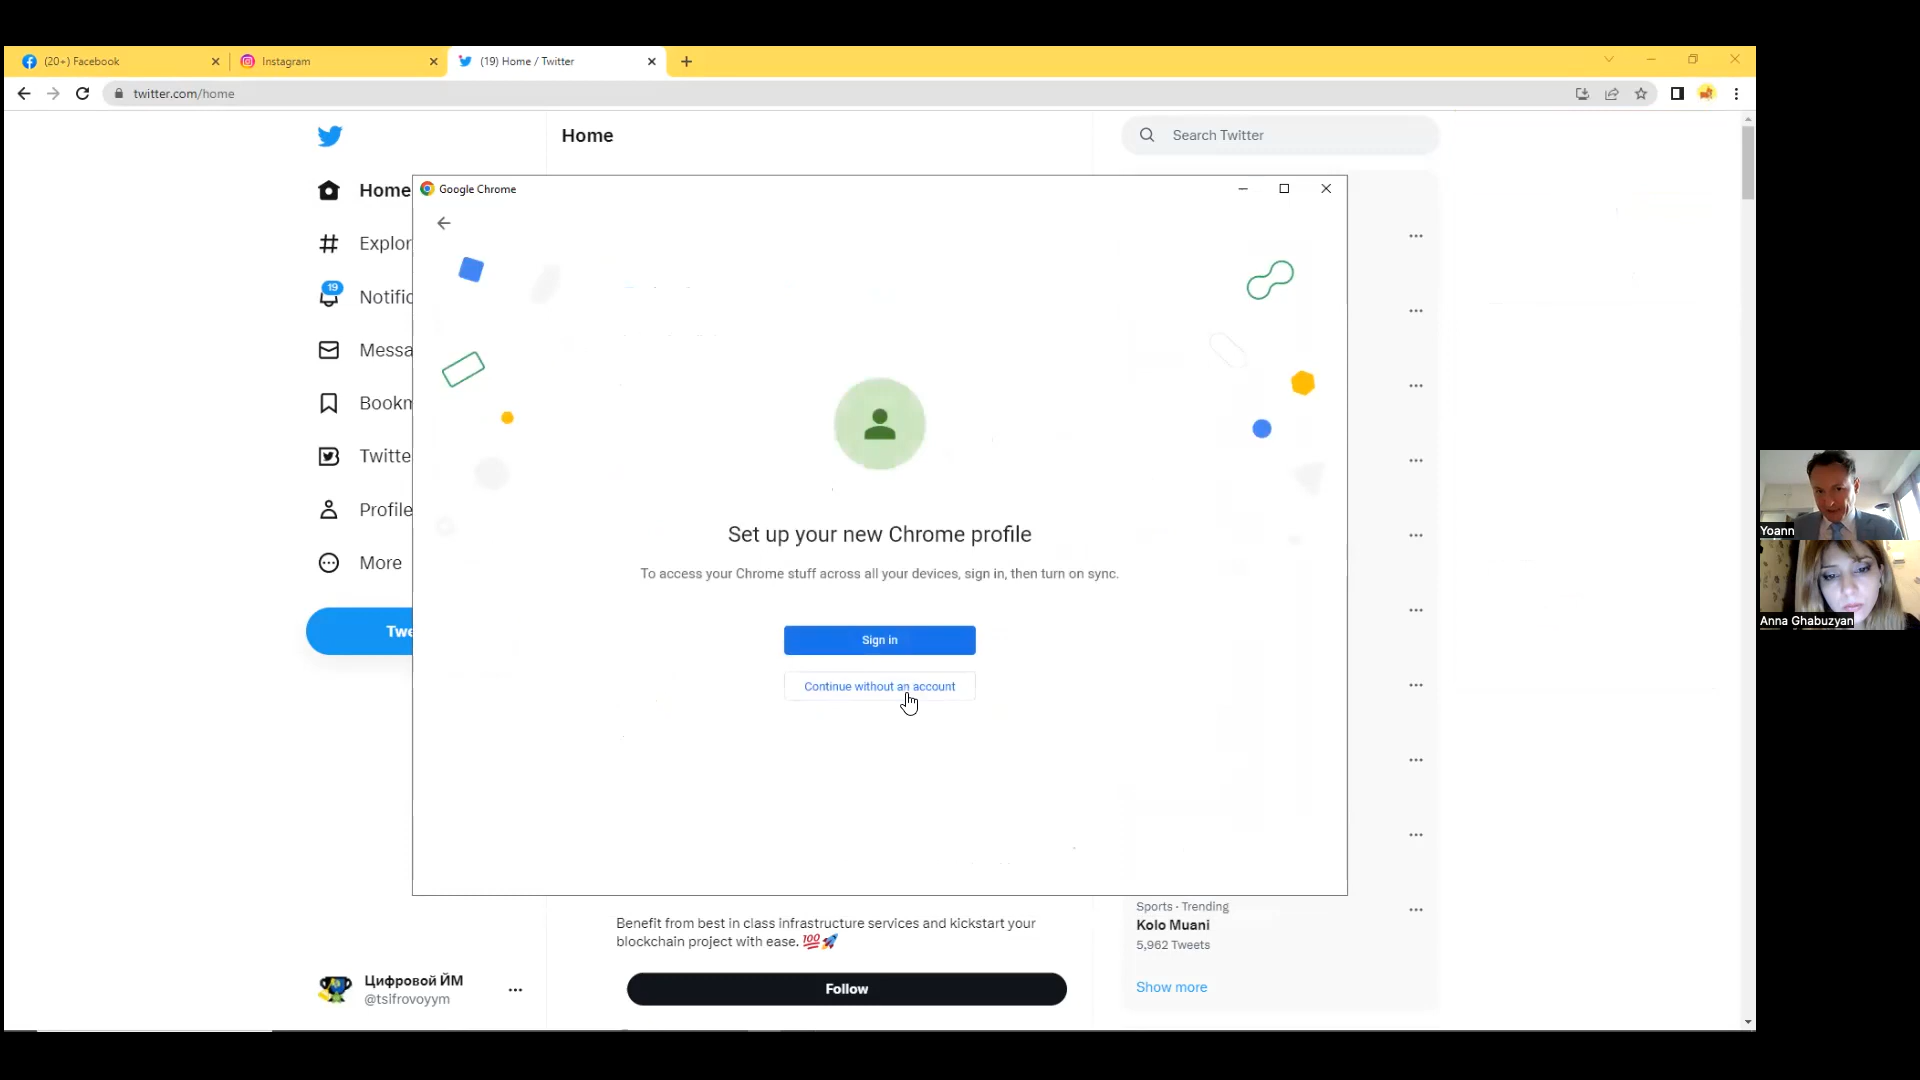 (20+) Facebook
Instagram
(19) Home / Twitter
twitter.com/home
Home
Search Twitter
Google Chrome
Home
Explor
19
Notific
Messa
Bookn
Twitte
Profile
More
Twe
Set up your new Chrome profile
To access your Chrome stuff across all your devices, sign in, then turn on sync.
Sign in
Continue without an account
Yoann
Anna Ghabuzyan
Benefit from best in class infrastructure services and kickstart your
blockchain project with ease. 💯🚀
Follow
Sports · Trending
Kolo Muani
5,962 Tweets
Show more
Цифровой ЙМ
@tsifrovoyym